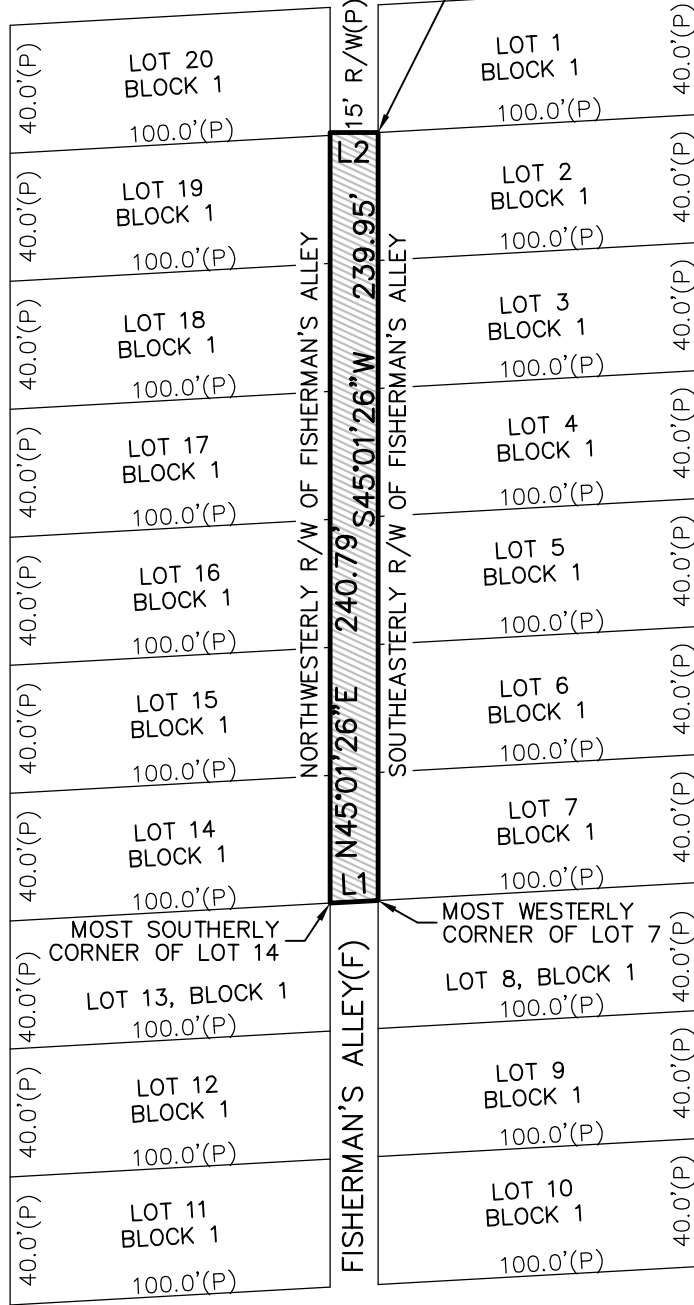 40.0'(P)
LOT 20
BLOCK 1
100.0'(P)
40.0'(P)
LOT 19
BLOCK 1
100.0'(P)
40.0'(P)
LOT 18
BLOCK 1
100.0'(P)
40.0'(P)
LOT 17
BLOCK 1
100.0'(P)
40.0'(P)
LOT 16
BLOCK 1
100.0'(P)
40.0'(P)
LOT 15
BLOCK 1
100.0'(P)
40.0'(P)
LOT 14
BLOCK 1
100.0'(P)
MOST SOUTHERLY
CORNER OF LOT 14
40.0'(P)
LOT 13, BLOCK 1
100.0'(P)
40.0'(P)
LOT 12
BLOCK 1
100.0'(P)
40.0'(P)
LOT 11
BLOCK 1
100.0'(P)
NORTHWESTERLY R/W OF FISHERMAN'S ALLEY
15' R/W(P)
L2
S45°01'26"W 239.95'
N45°01'26"E 240.79'
L1
FISHERMAN'S ALLEY(F)
SOUTHEASTERLY R/W OF FISHERMAN'S ALLEY
LOT 1
BLOCK 1
100.0'(P)
40.0'(P)
LOT 2
BLOCK 1
100.0'(P)
40.0'(P)
LOT 3
BLOCK 1
100.0'(P)
40.0'(P)
LOT 4
BLOCK 1
100.0'(P)
40.0'(P)
LOT 5
BLOCK 1
100.0'(P)
40.0'(P)
LOT 6
BLOCK 1
100.0'(P)
40.0'(P)
LOT 7
BLOCK 1
100.0'(P)
40.0'(P)
MOST WESTERLY
CORNER OF LOT 7
LOT 8, BLOCK 1
100.0'(P)
40.0'(P)
LOT 9
BLOCK 1
100.0'(P)
40.0'(P)
LOT 10
BLOCK 1
100.0'(P)
40.0'(P)